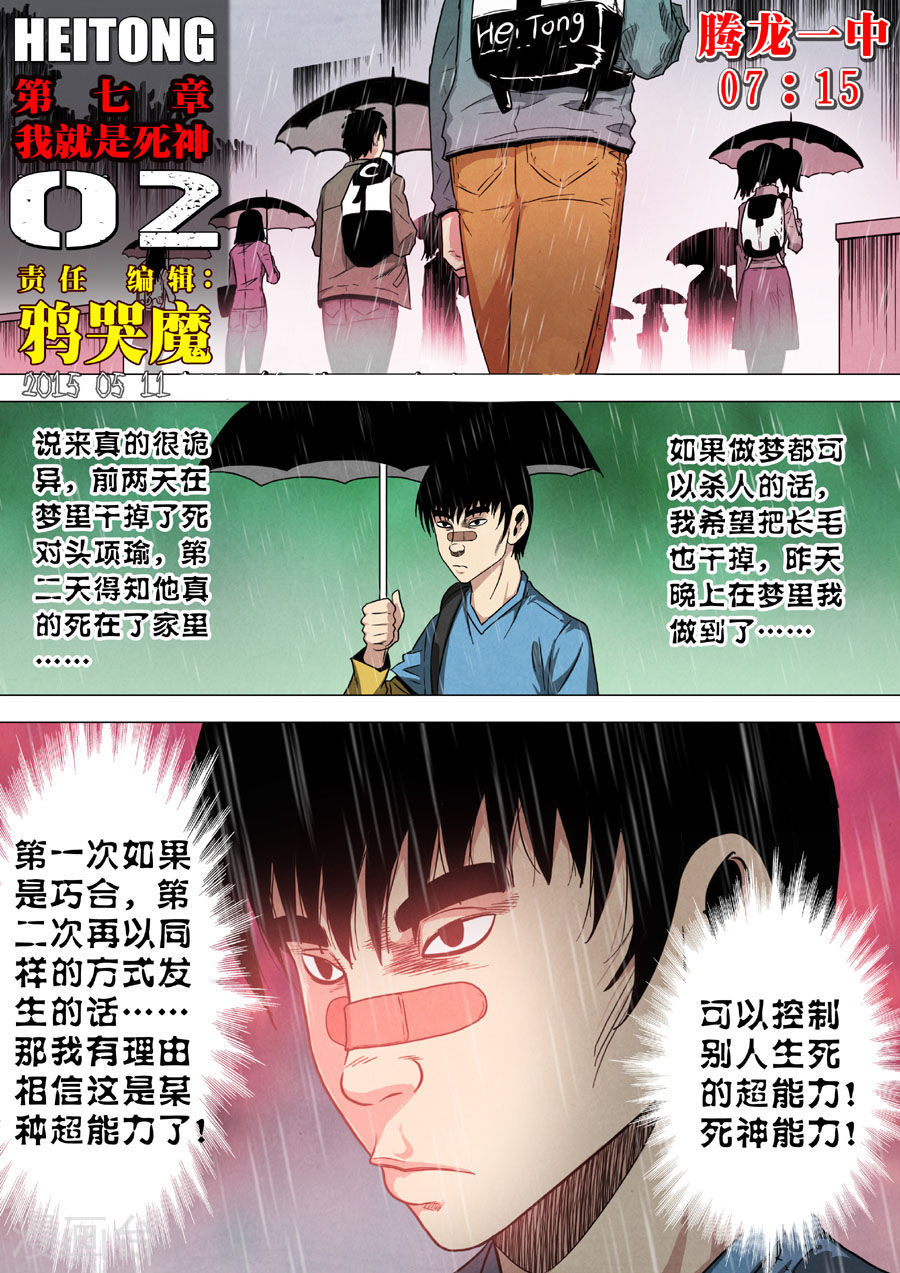 HEITONG
第七章
我就是死神
02
责任 编辑：
鸦哭魔
2015 05 11
Hei Tong
C
腾龙一中
07：15
说来真的很诡
异，前两天在
梦里干掉了死
对头项瑜，第
二天得知他真
的死在了家里
……
如果做梦都可
以杀人的话，
我希望把长毛
也干掉，昨天
晚上在梦里我
做到了……
第一次如果
是巧合，第
二次再以同
样的方式发
生的话……
那我有理由
相信这是某
种超能力了！
可以控制
别人生死
的超能力！
死神能力！
漫画台